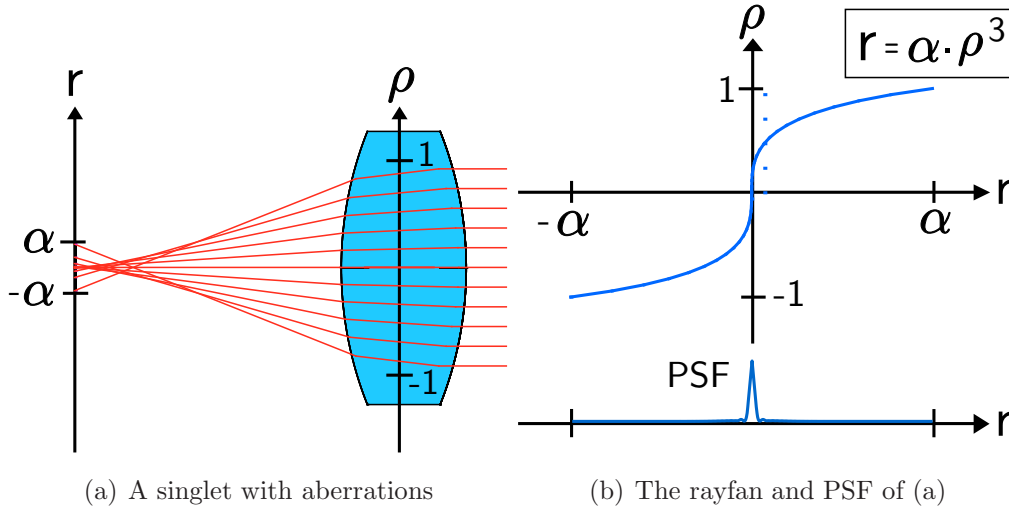 r
ρ
1
α
-α
-1
(a) A singlet with aberrations
ρ
r = α · ρ³
1
r
-α
α
-1
PSF
r
(b) The rayfan and PSF of (a)